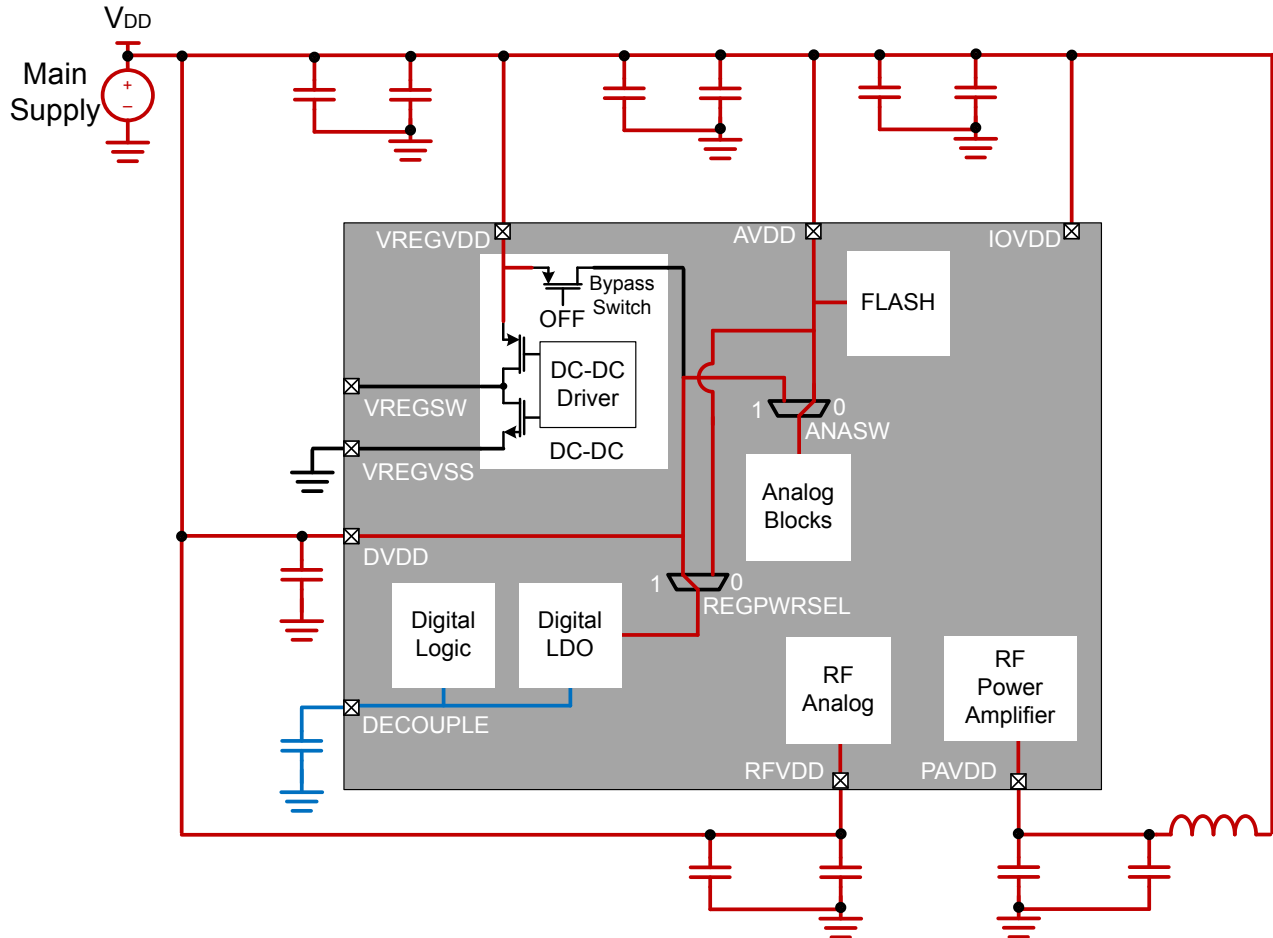 VDD
Main
Supply
+
–
VREGVDD
AVDD
IOVDD
Bypass
Switch
OFF
FLASH
DC-DC
Driver
VREGSW
1
0
ANASW
DC-DC
VREGVSS
Analog
Blocks
DVDD
1
0
REGPWRSEL
Digital
Logic
Digital
LDO
RF
Analog
RF
Power
Amplifier
DECOUPLE
RFVDD
PAVDD